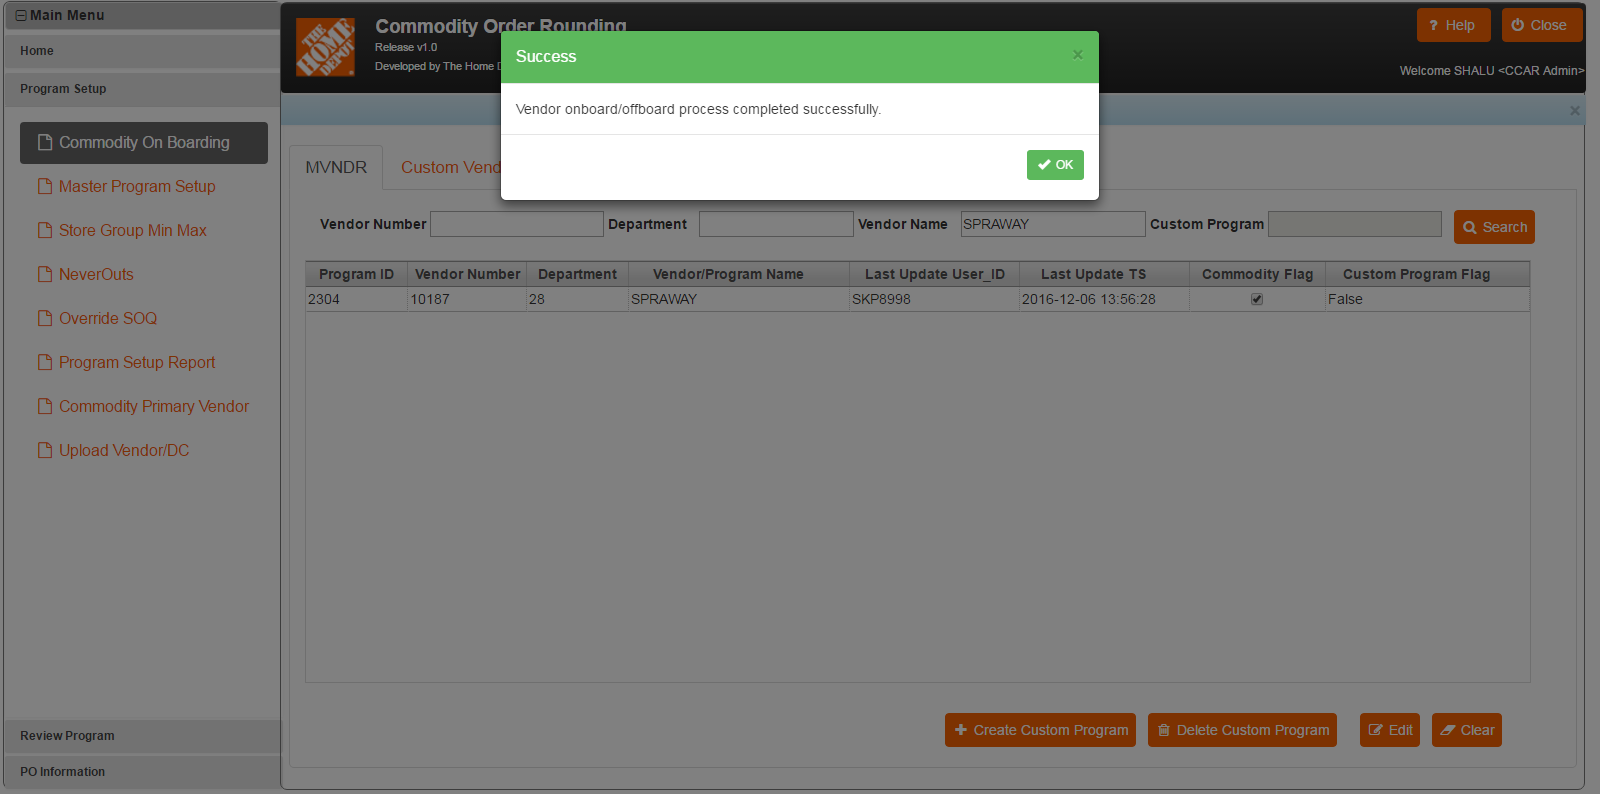 Main Menu
Home
Program Setup
Commodity On Boarding
Master Program Setup
Store Group Min Max
NeverOuts
Override SOQ
Program Setup Report
Commodity Primary Vendor
Upload Vendor/DC
Review Program
PO Information
THE HOME DEPOT
Commodity Order Rounding
Release v1.0
Developed by The Home D
? Help
Close
Welcome SHALU <CCAR Admin>
×
Success ×
Vendor onboard/offboard process completed successfully.
OK
MVNDR Custom Vend
Vendor Number Department Vendor Name SPRAWAY Custom Program Search
Program ID Vendor Number Department Vendor/Program Name Last Update User_ID Last Update TS Commodity Flag Custom Program Flag
2304 10187 28 SPRAWAY SKP8998 2016-12-06 13:56:28 False
Create Custom Program Delete Custom Program Edit Clear